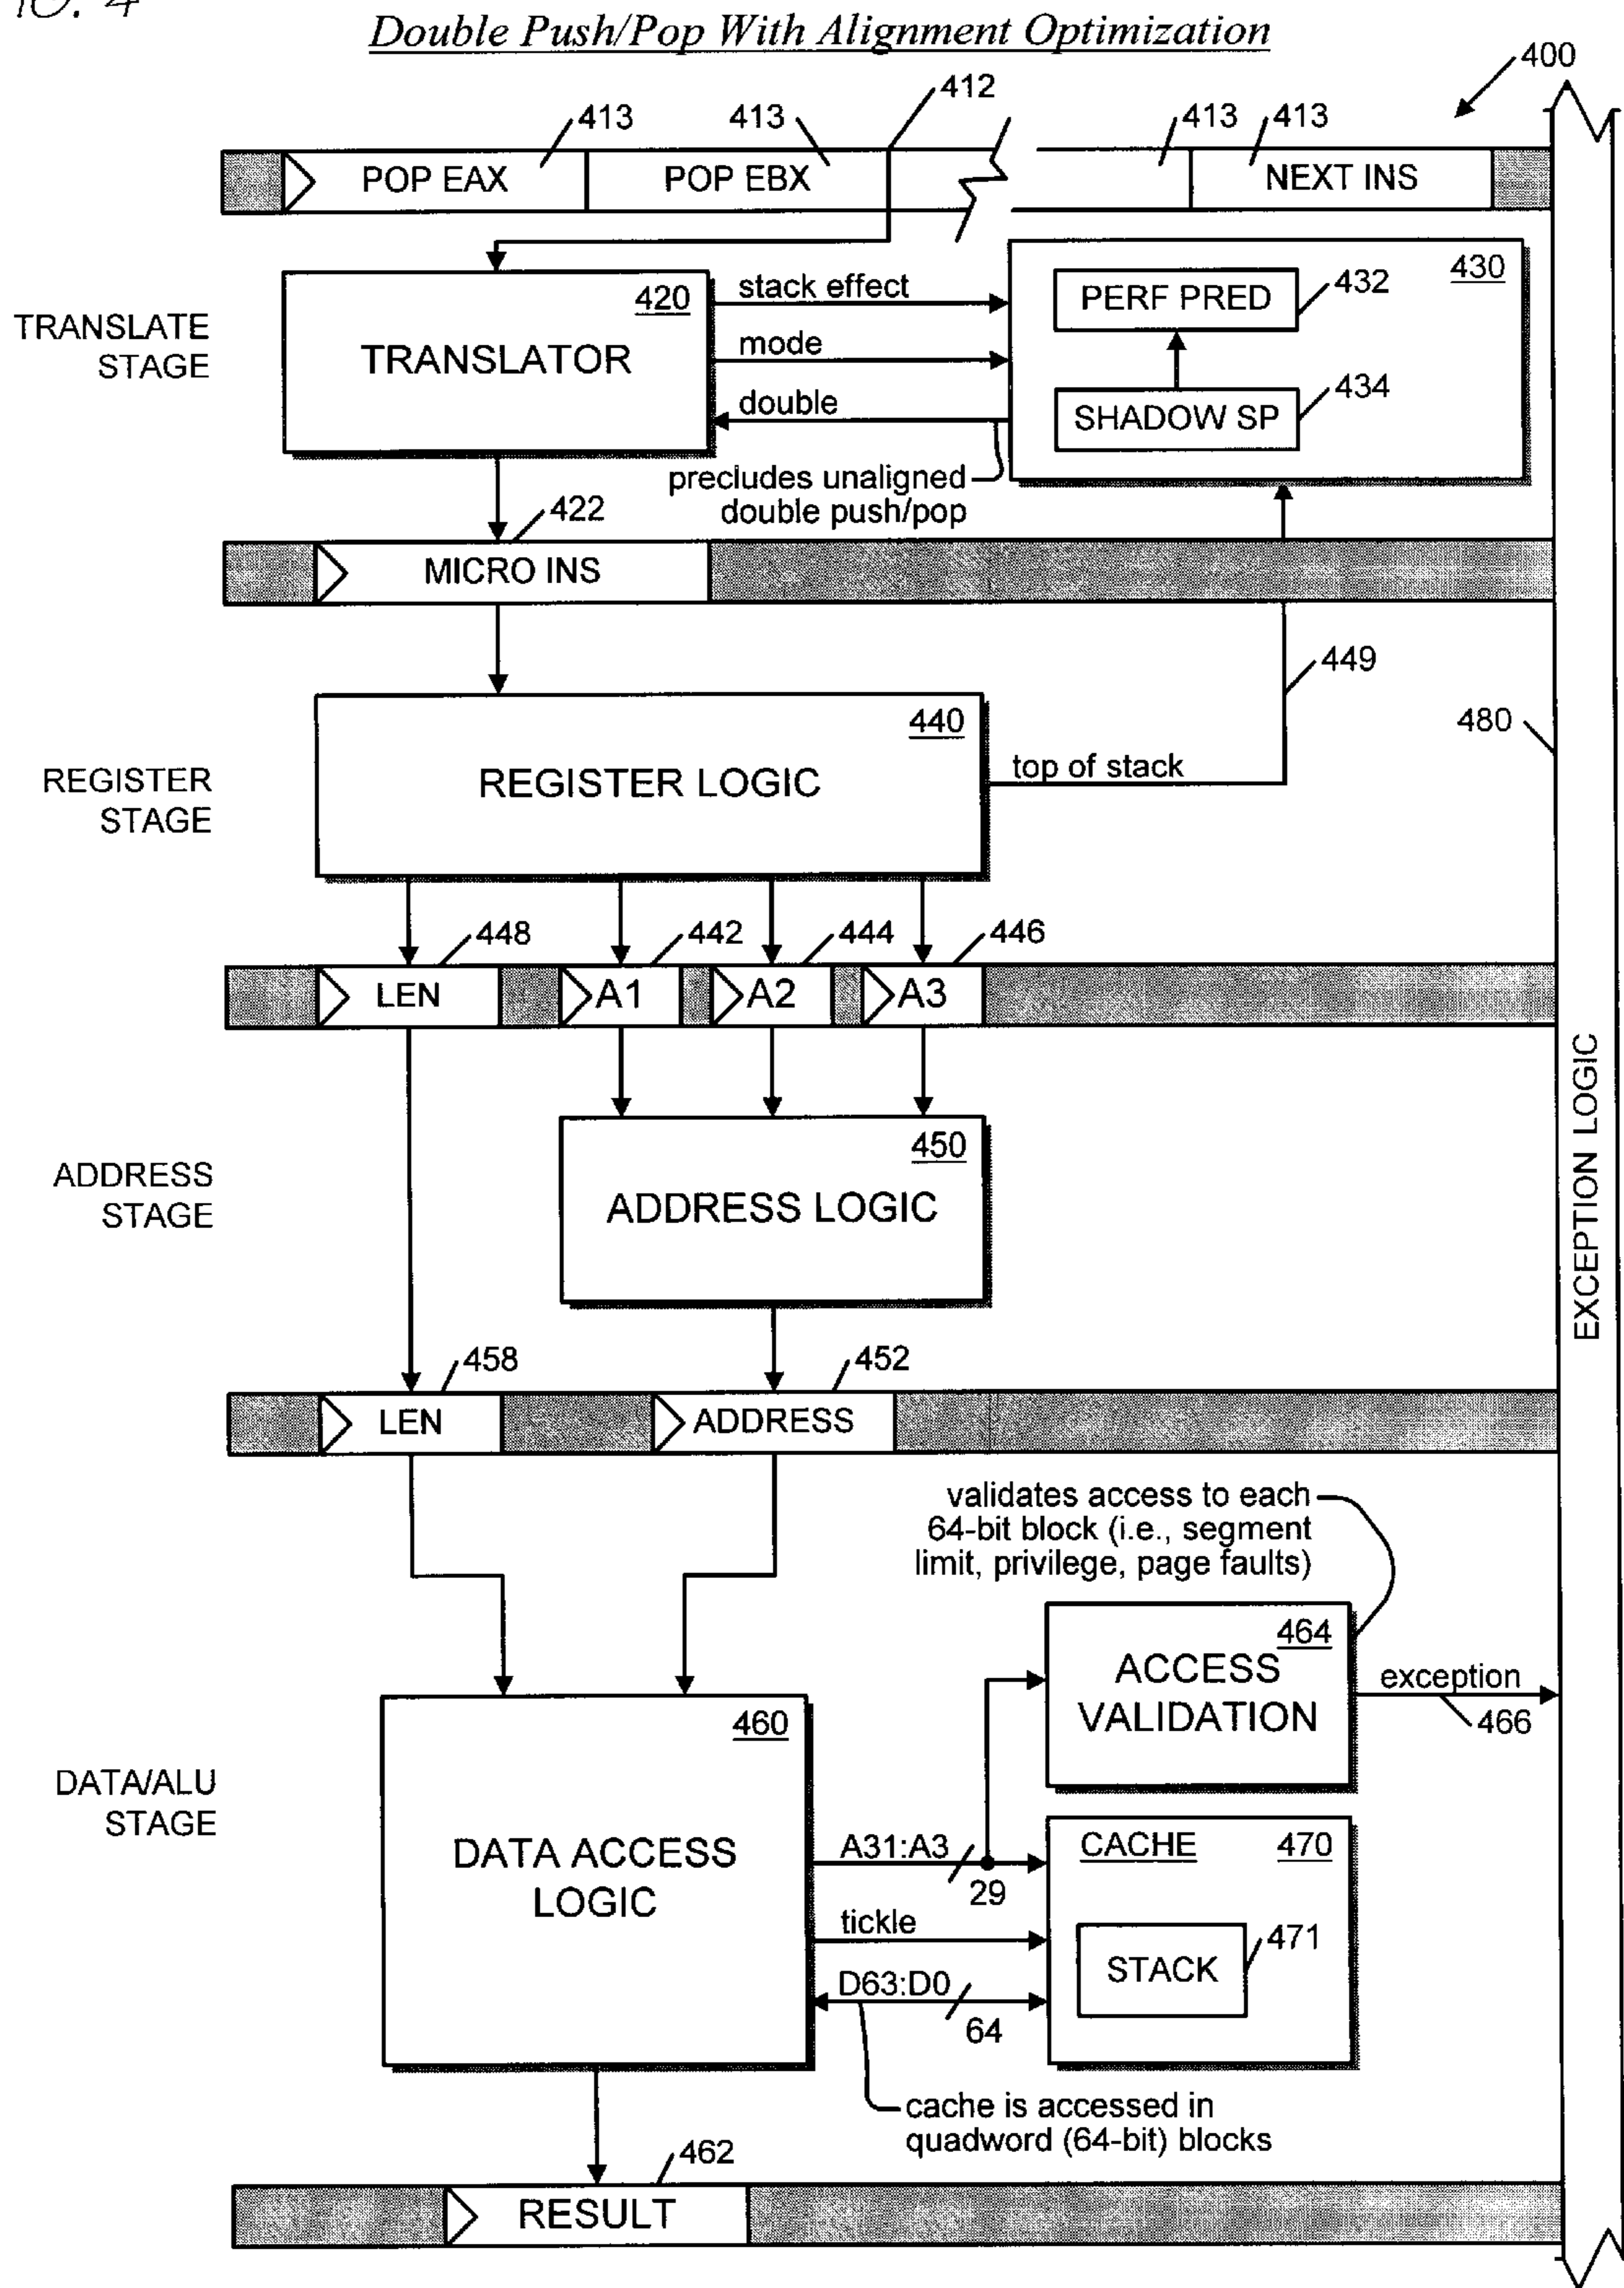 IG. 4
Double Push/Pop With Alignment Optimization
400
412
413
413
413
413
POP EAX
POP EBX
NEXT INS
TRANSLATE
STAGE
420
TRANSLATOR
stack effect
mode
double
430
PERF PRED
432
SHADOW SP
434
precludes unaligned
double push/pop
422
MICRO INS
REGISTER
STAGE
440
REGISTER LOGIC
top of stack
449
480
448
442
444
446
LEN
A1
A2
A3
ADDRESS
STAGE
450
ADDRESS LOGIC
EXCEPTION LOGIC
458
452
LEN
ADDRESS
validates access to each
64-bit block (i.e., segment
limit, privilege, page faults)
464
ACCESS
VALIDATION
exception
466
DATA/ALU
STAGE
460
DATA ACCESS
LOGIC
A31:A3
29
tickle
D63:D0
64
CACHE
470
STACK
471
cache is accessed in
quadword (64-bit) blocks
462
RESULT